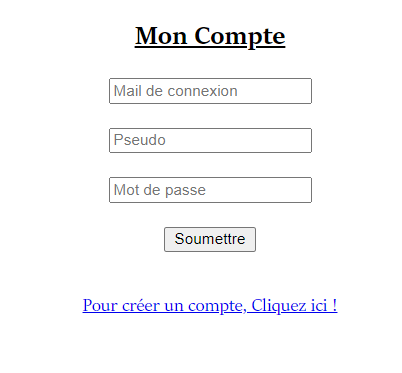 Mon Compte
Mail de connexion
Pseudo
Mot de passe
Soumettre
Pour créer un compte, Cliquez ici !